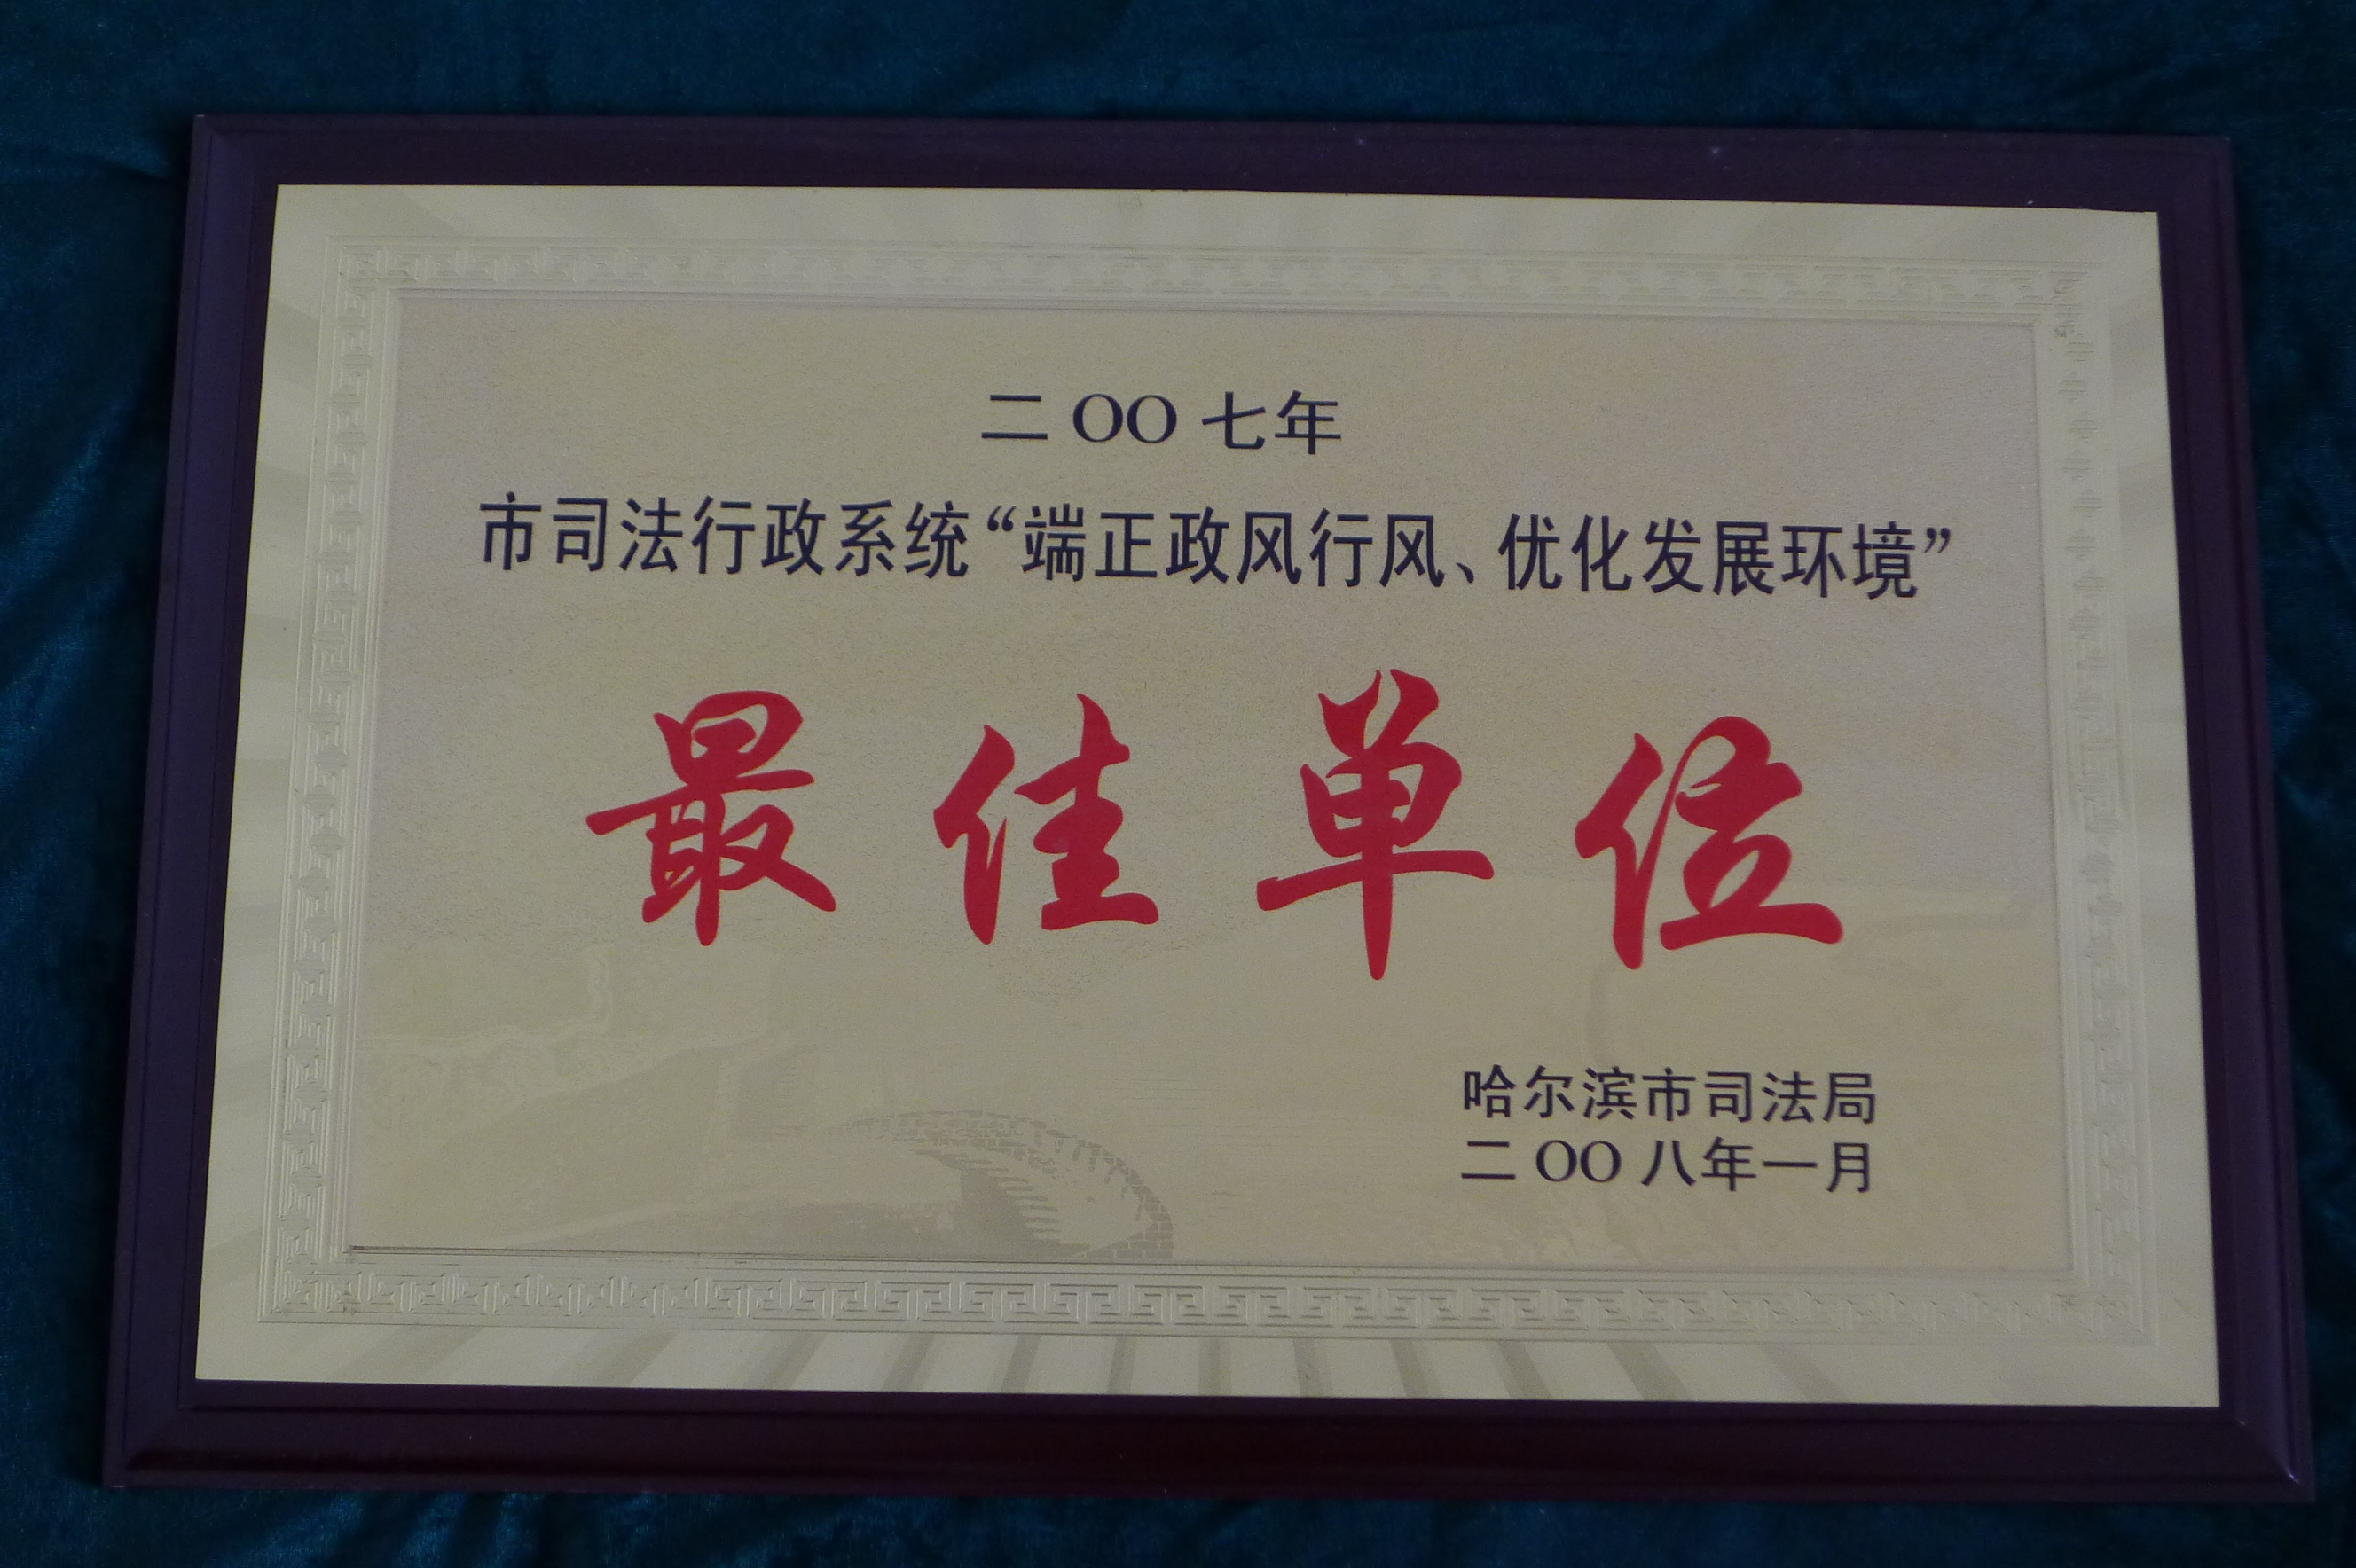 二OO七年
市司法行政系统“端正政风行风、优化发展环境”
最佳单位
哈尔滨市司法局
二OO八年一月